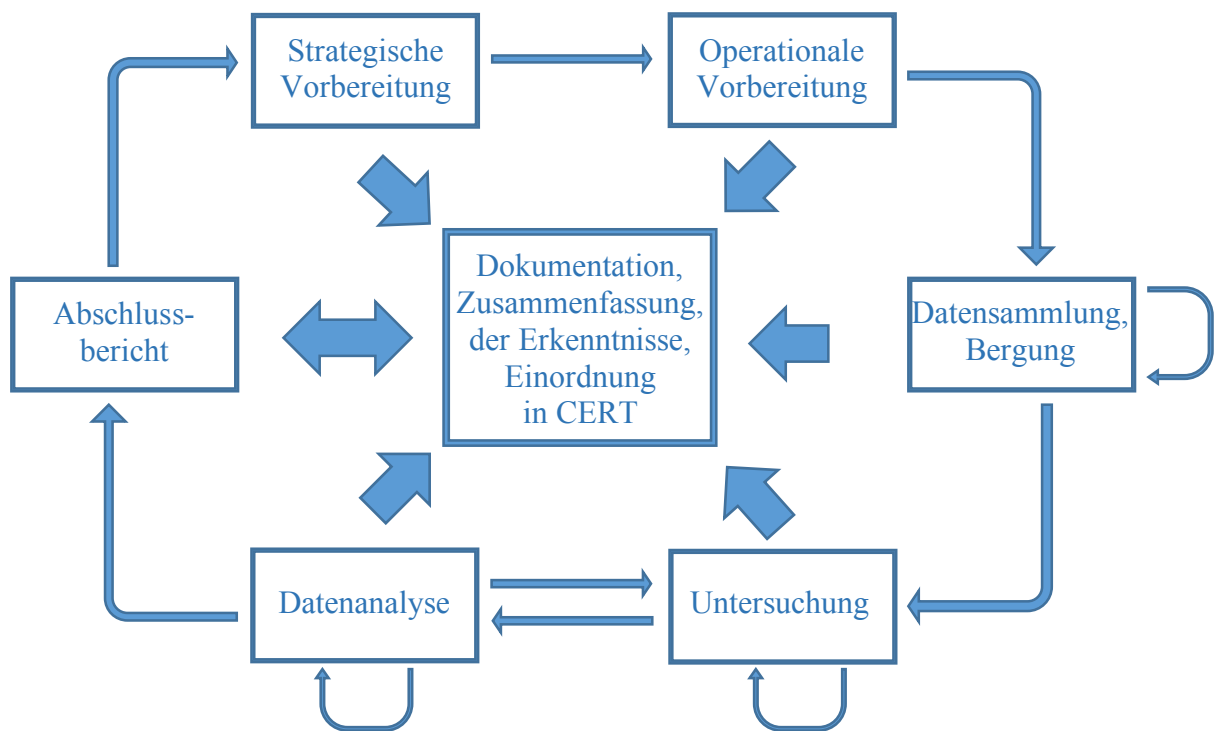 Strategische
Vorbereitung
Operationale
Vorbereitung
Dokumentation,
Zusammenfassung,
der Erkenntnisse,
Einordnung
in CERT
Abschluss-
bericht
Datensammlung,
Bergung
Datenanalyse
Untersuchung